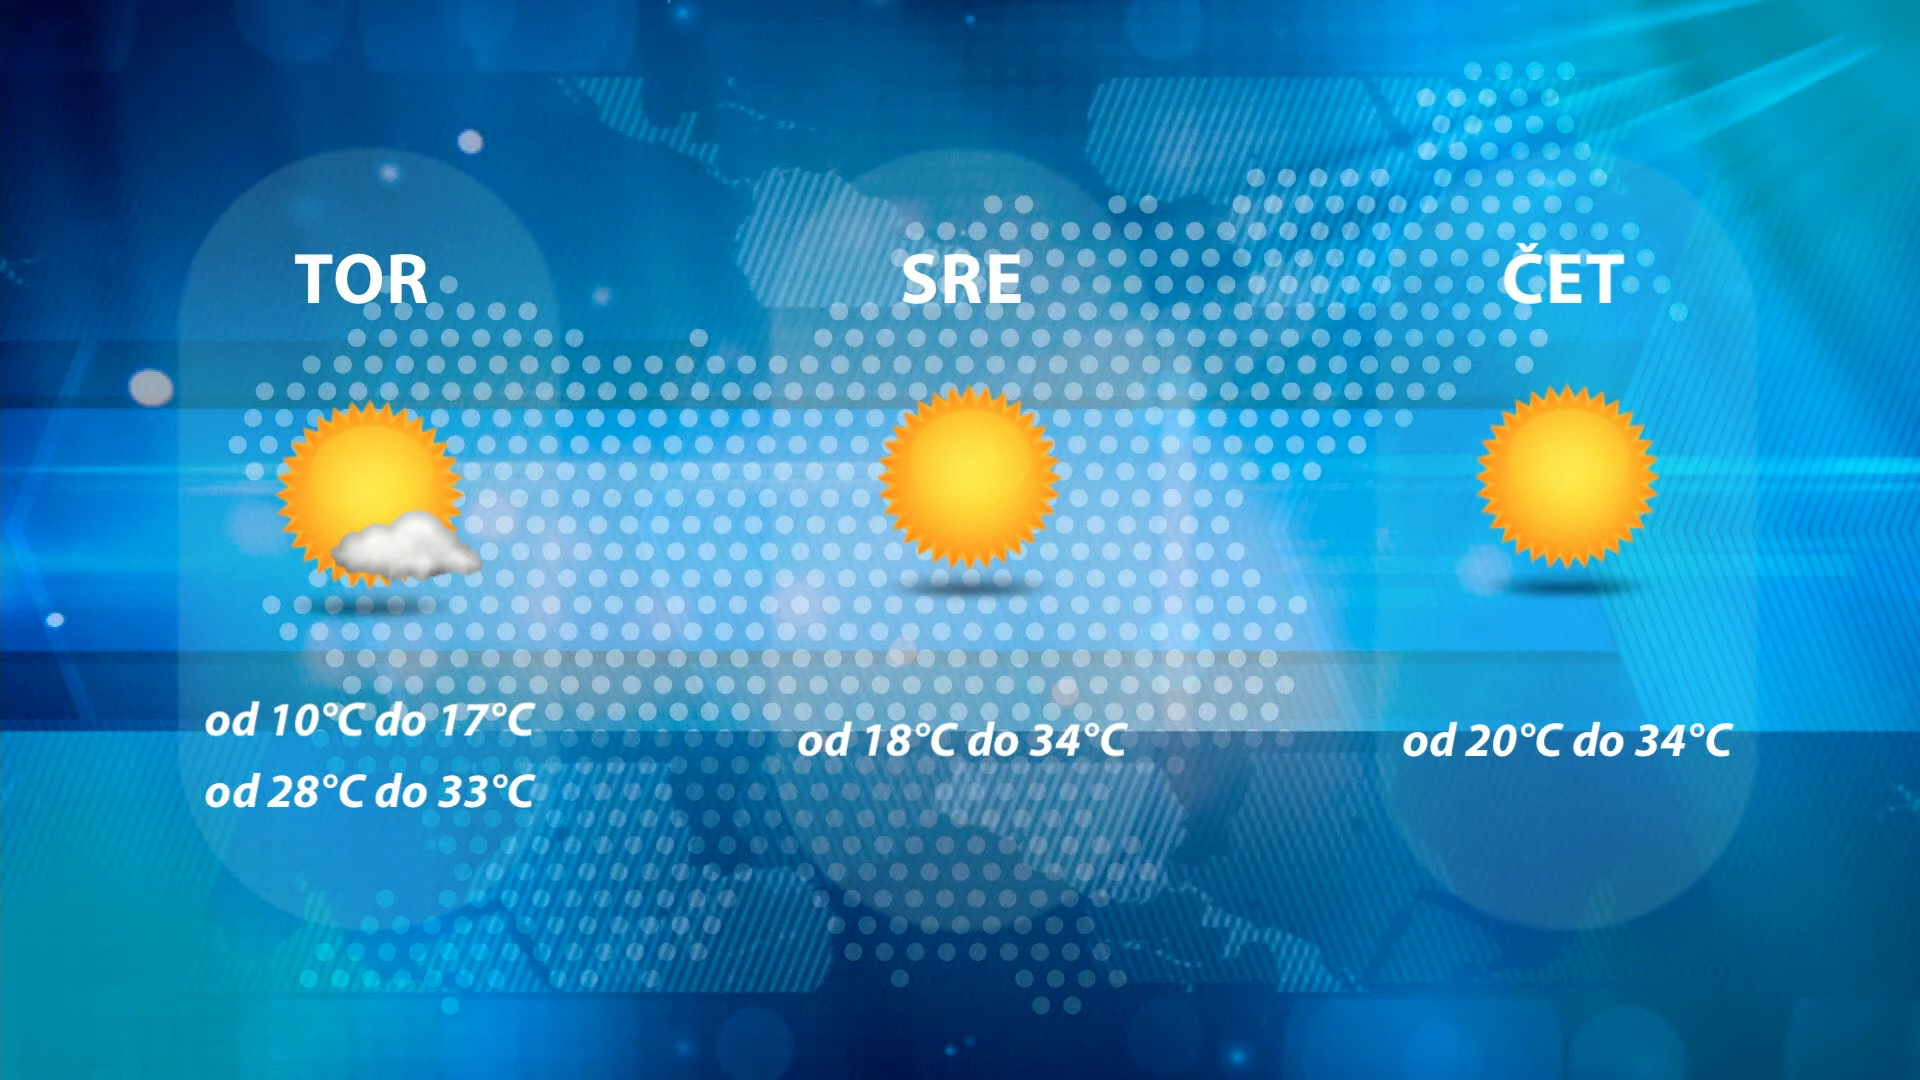 TOR
od 10°C do 17°C
od 28°C do 33°C
SRE
od 18°C do 34°C
ČET
od 20°C do 34°C